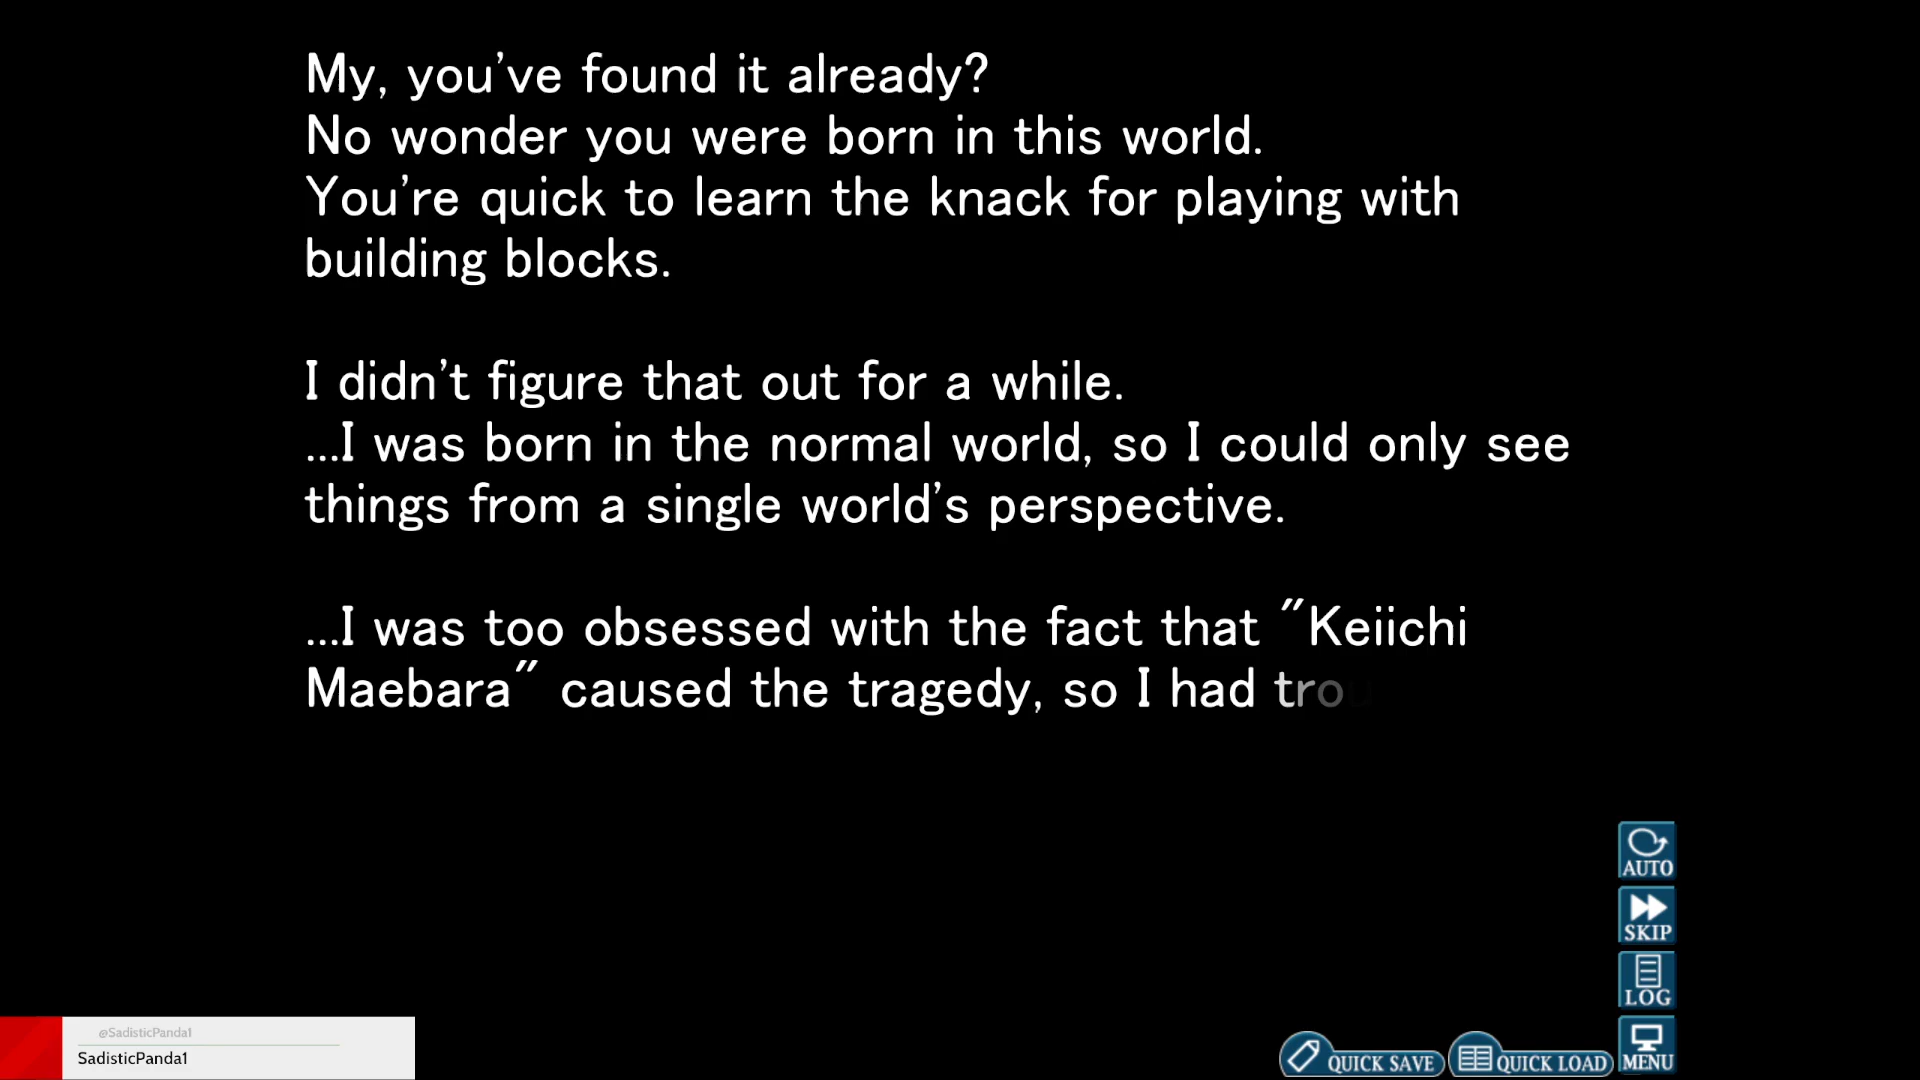 My, you've found it already?
No wonder you were born in this world.
You're quick to learn the knack for playing with
building blocks.
I didn't figure that out for a while.
...I was born in the normal world, so I could only see
things from a single world's perspective.
...I was too obsessed with the fact that "Keiichi
Maebara" caused the tragedy, so I had trou
AUTO
SKIP
LOG
MENU
QUICK SAVE
QUICK LOAD
@SadisticPanda1
SadisticPanda1